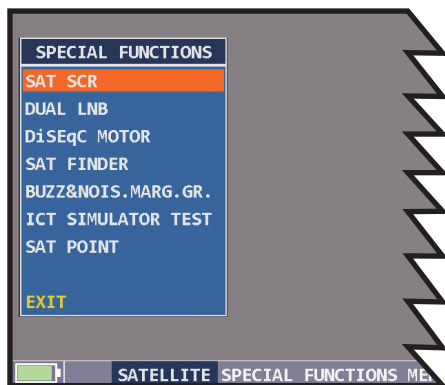 SPECIAL FUNCTIONS
SAT SCR
DUAL LNB
DiSEqC MOTOR
SAT FINDER
BUZZ&NOIS.MARG.GR.
ICT SIMULATOR TEST
SAT POINT
EXIT
SATELLITE SPECIAL FUNCTIONS